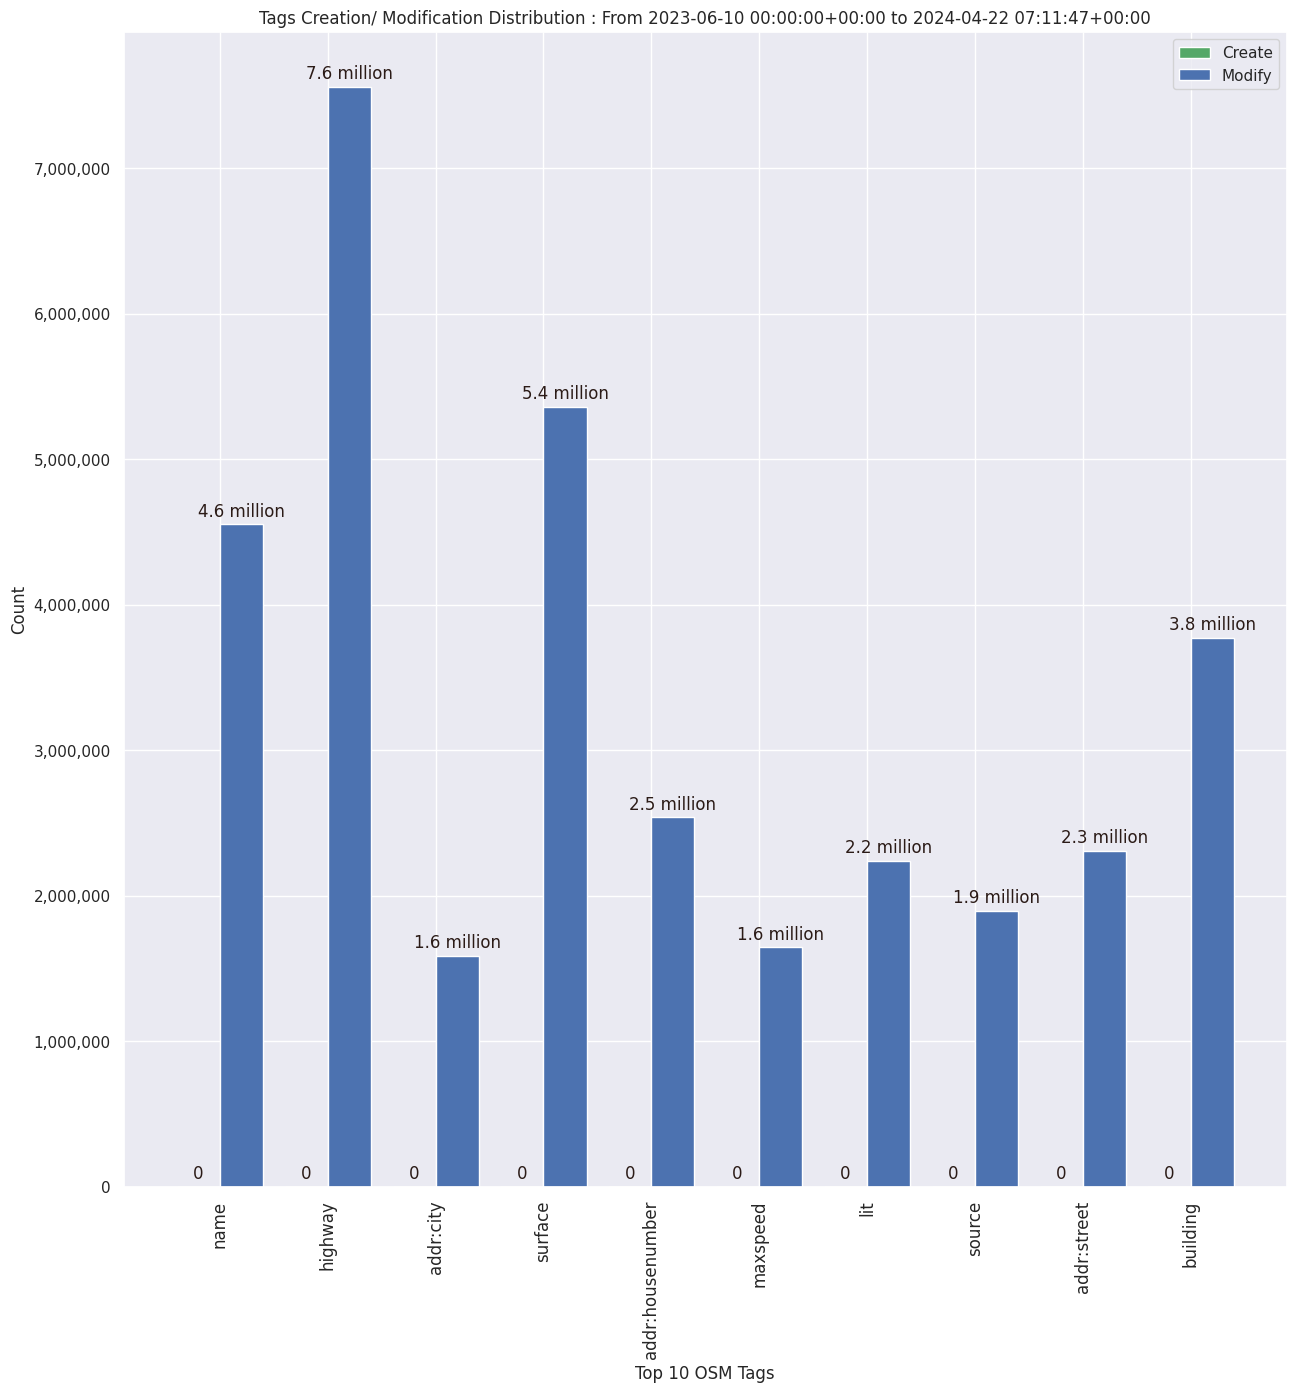 Tags Creation/ Modification Distribution : From 2023-06-10 00:00:00+00:00 to 2024-04-22 07:11:47+00:00
Create
Modify
7.6 million
7,000,000
6,000,000
5.4 million
5,000,000
4.6 million
4,000,000
3.8 million
3,000,000
2.5 million
2.3 million
2.2 million
2,000,000
1.9 million
1.6 million
1.6 million
1,000,000
0 0 0 0 0 0 0 0 0 0
0
Count
name
highway
addr:city
surface
addr:housenumber
maxspeed
lit
source
addr:street
building
Top 10 OSM Tags